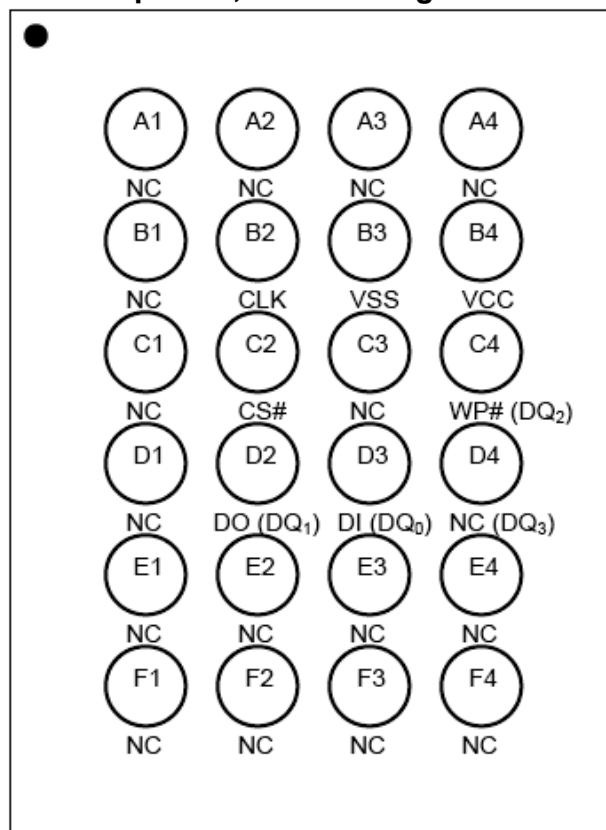 A1 A2 A3 A4
NC NC NC NC
B1 B2 B3 B4
NC CLK VSS VCC
C1 C2 C3 C4
NC CS# NC WP# (DQ₂)
D1 D2 D3 D4
NC DO (DQ₁) DI (DQ₀) NC (DQ₃)
E1 E2 E3 E4
NC NC NC NC
F1 F2 F3 F4
NC NC NC NC